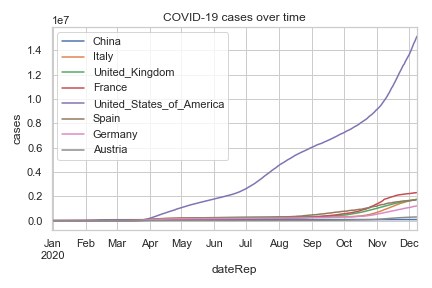 COVID-19 cases over time
1e7
1.4
1.2
1.0
0.8
0.6
0.4
0.2
0.0
cases
China
Italy
United_Kingdom
France
United_States_of_America
Spain
Germany
Austria
Jan Feb Mar Apr May Jun Jul Aug Sep Oct Nov Dec
2020
dateRep